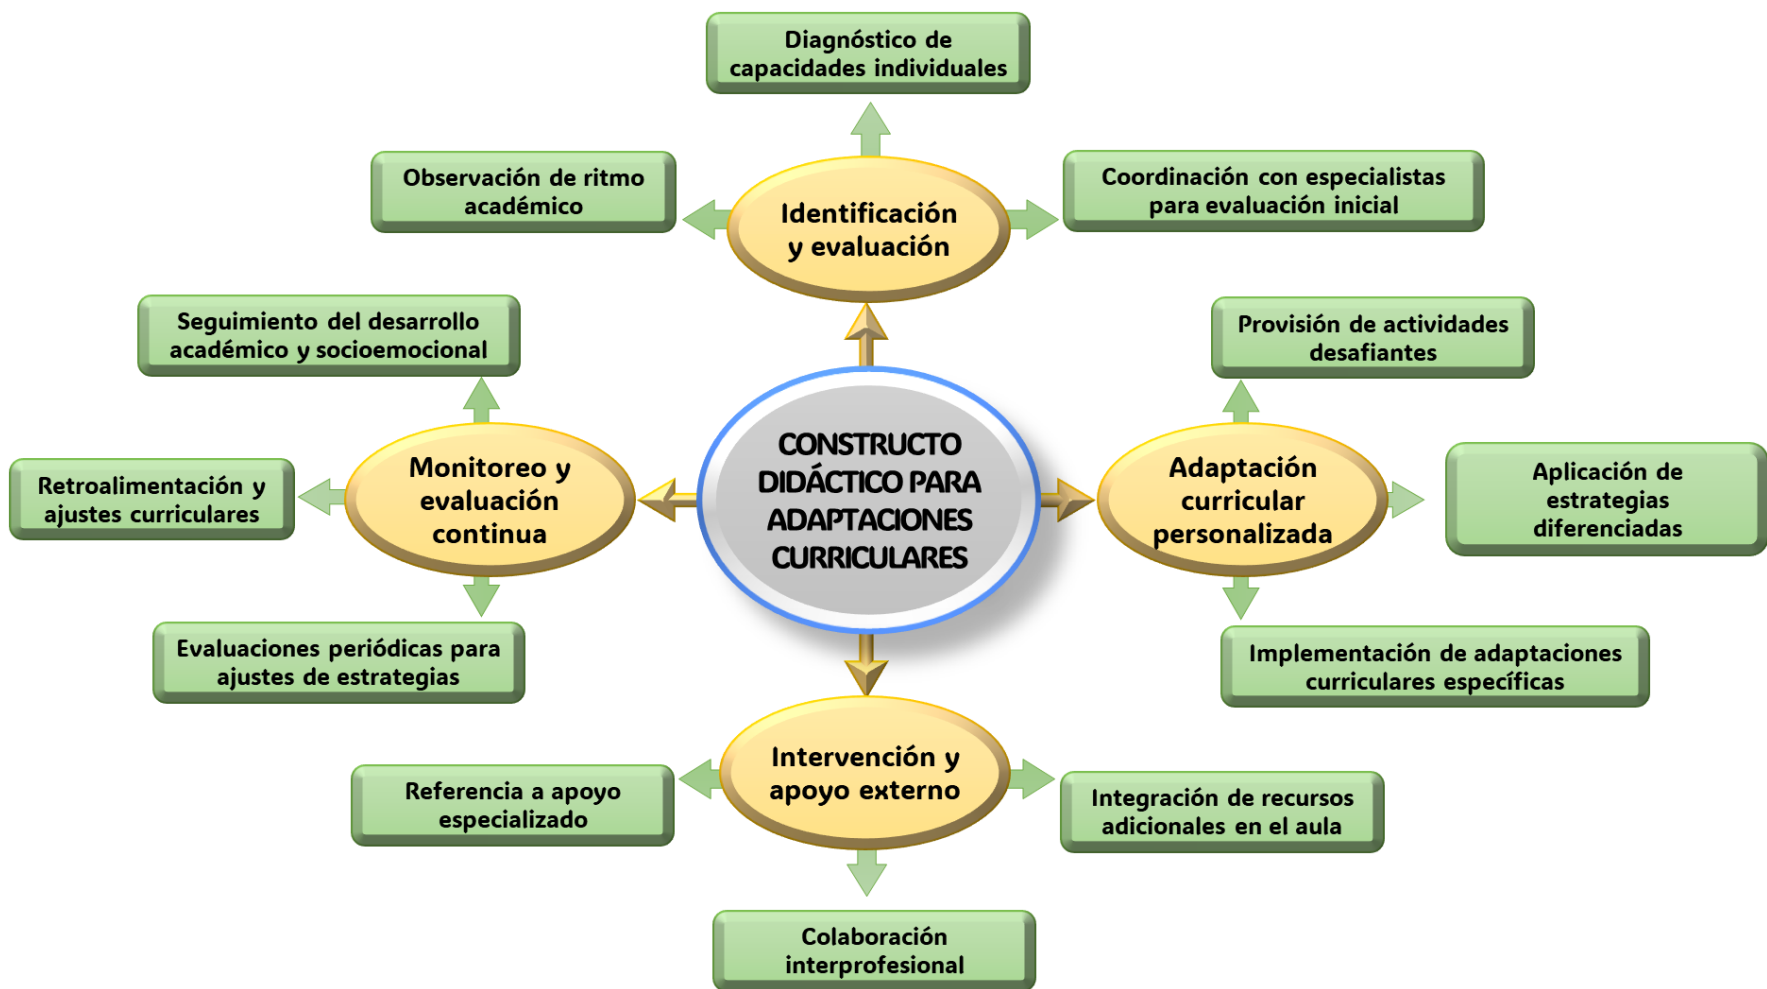 Diagnóstico de
capacidades individuales
Observación de ritmo
académico
Identificación
y evaluación
Coordinación con especialistas
para evaluación inicial
Seguimiento del desarrollo
académico y socioemocional
Provisión de actividades
desafiantes
Retroalimentación y
ajustes curriculares
Monitoreo y
evaluación
continua
CONSTRUCTO
DIDÁCTICO PARA
ADAPTACIONES
CURRICULARES
Adaptación
curricular
personalizada
Aplicación de
estrategias
diferenciadas
Evaluaciones periódicas para
ajustes de estrategias
Implementación de adaptaciones
curriculares específicas
Intervención y
apoyo externo
Referencia a apoyo
especializado
Integración de recursos
adicionales en el aula
Colaboración
interprofesional